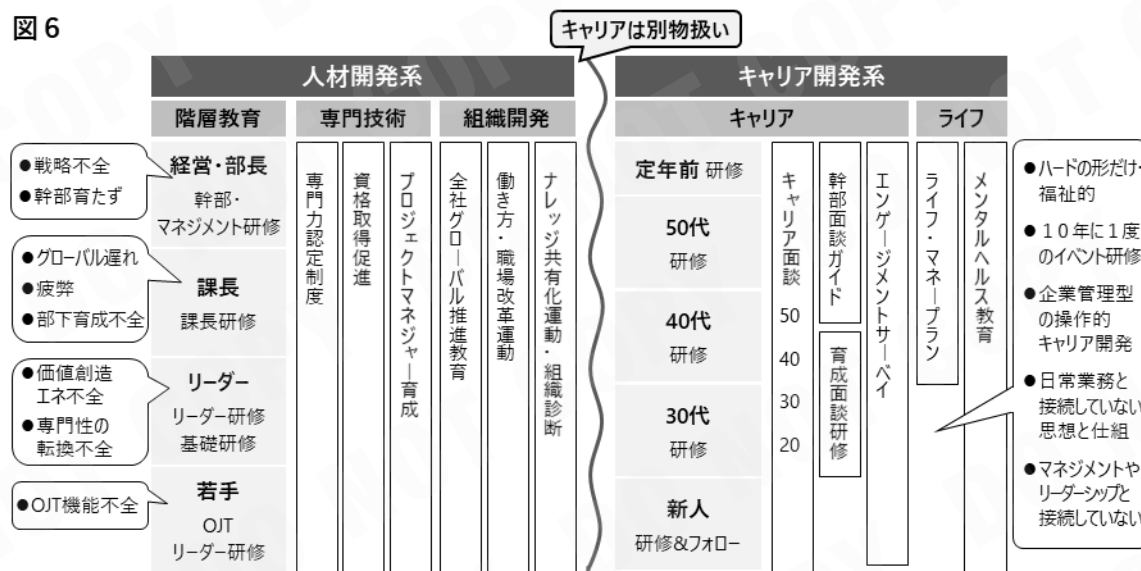 図6
キャリアは別物扱い
人材開発系
階層教育
専門技術
組織開発
●戦略不全
●幹部育たず
経営・部長
幹部・
マネジメント研修
●グローバル遅れ
●疲弊
●部下育成不全
課長
課長研修
●価値創造
エネ不全
●専門性の
転換不全
リーダー
リーダー研修
基礎研修
●OJT機能不全
若手
OJT
リーダー研修
専門力認定制度
資格取得促進
プロジェクトマネジャー育成
全社グローバル推進教育
働き方・職場改革運動
ナレッジ共有化運動・組織診断
キャリア開発系
キャリア
ライフ
定年前 研修
50代
研修
40代
研修
30代
研修
新人
研修&フォロー
キャリア面談
50
40
30
20
幹部面談ガイド
育成面談研修
エンゲージメントサーベイ
ライフ・マネープラン
メンタルヘルス教育
●ハードの形だけ・
福祉的
●10年に1度
のイベント研修
●企業管理型
の操作的
キャリア開発
●日常業務と
接続していない
思想と仕組
●マネジメントや
リーダーシップと
接続していない